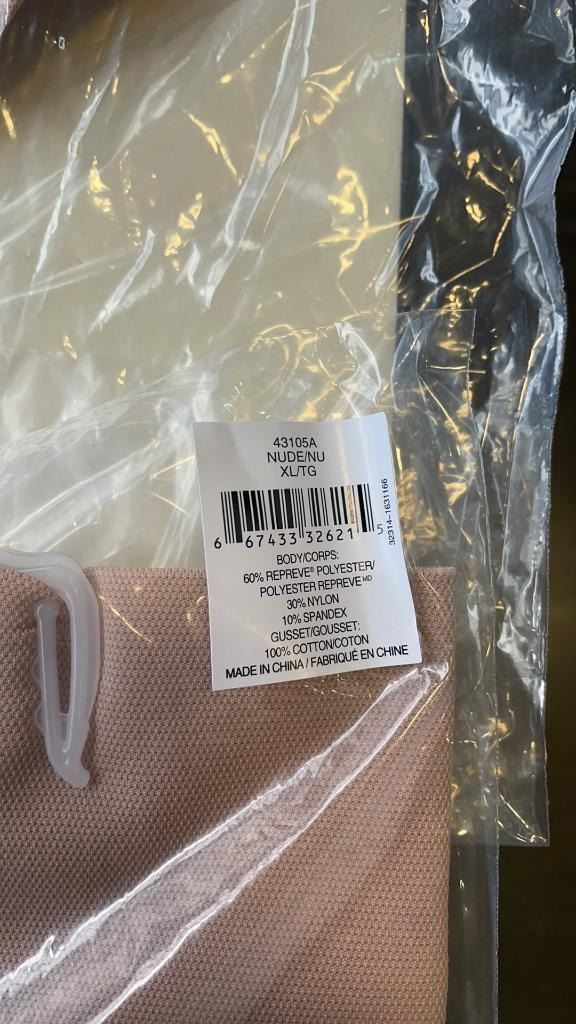 43105A
NUDE/NU
XL/TG
6 67433 32621 5
32314-1631166
BODY/CORPS:
60% REPREVE® POLYESTER/
POLYESTER REPREVE MD
30% NYLON
10% SPANDEX
GUSSET/GOUSSET:
100% COTTON/COTON
MADE IN CHINA / FABRIQUÉ EN CHINE